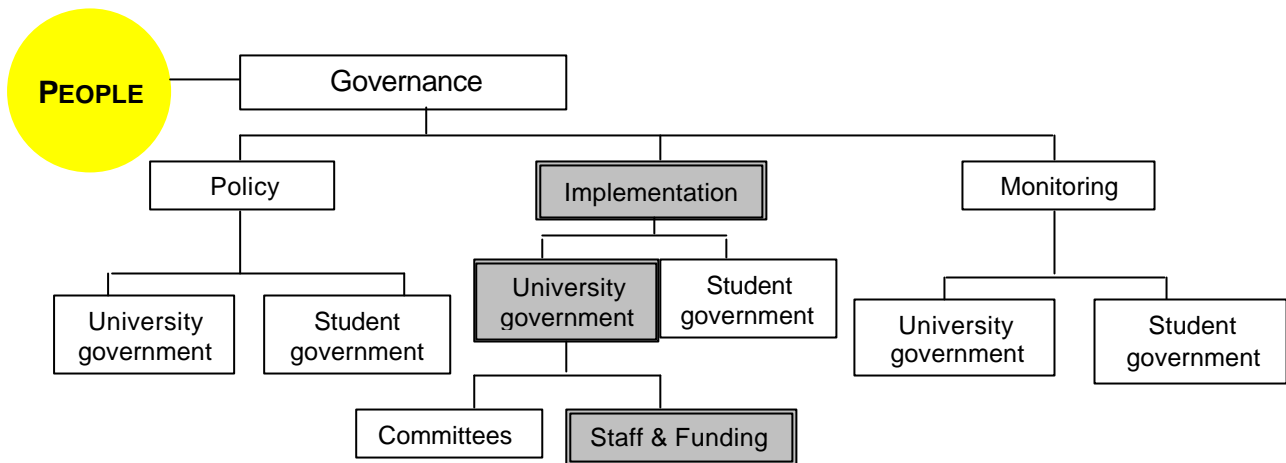 PEOPLE
Governance
Policy
Implementation
Monitoring
University
government
Student
government
University
government
Student
government
University
government
Student
government
Committees
Staff & Funding